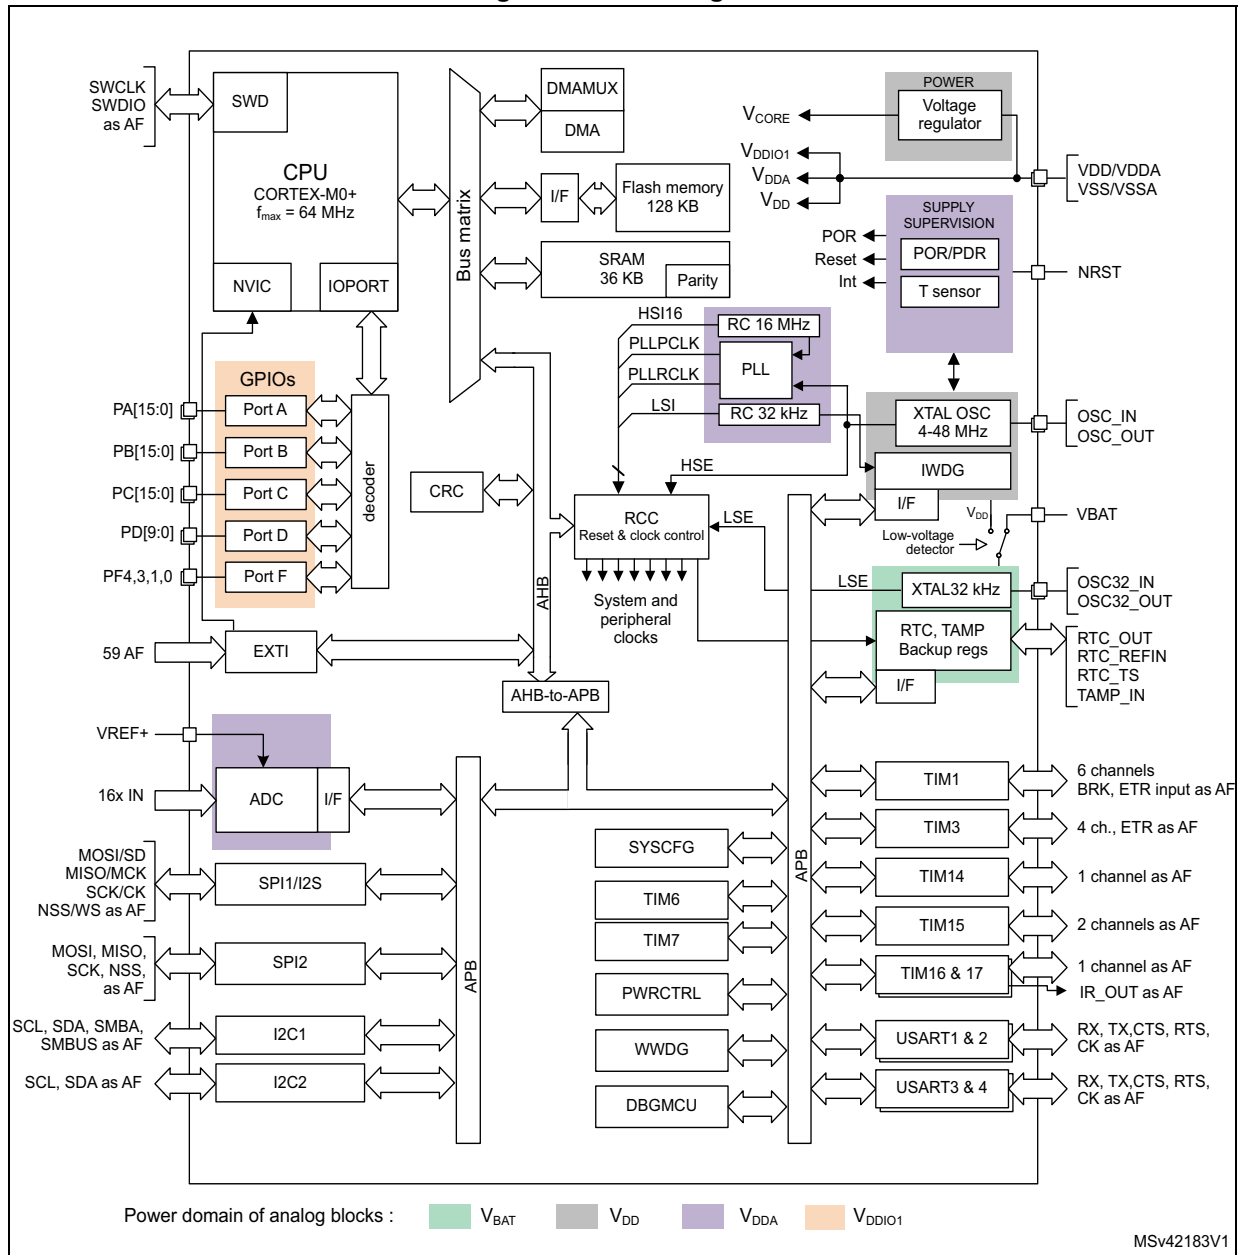 SWCLK
SWDIO
as AF
SWD
CPU
CORTEX-M0+
fmax = 64 MHz
NVIC
IOPORT
Bus matrix
DMAMUX
DMA
I/F
Flash memory
128 KB
SRAM
36 KB
Parity
POWER
Voltage
regulator
VCORE
VDDIO1
VDDA
VDD
VDD/VDDA
VSS/VSSA
SUPPLY
SUPERVISION
POR
Reset
Int
POR/PDR
T sensor
NRST
HSI16
PLLPCLK
PLLRCLK
LSI
RC 16 MHz
PLL
RC 32 kHz
GPIOs
PA[15:0]
Port A
PB[15:0]
Port B
PC[15:0]
Port C
PD[9:0]
Port D
PF4,3,1,0
Port F
decoder
CRC
XTAL OSC
4-48 MHz
OSC_IN
OSC_OUT
HSE
IWDG
I/F
RCC
Reset & clock control
LSE
VDD
Low-voltage
detector
VBAT
LSE
XTAL32 kHz
OSC32_IN
OSC32_OUT
System and
peripheral
clocks
AHB
RTC, TAMP
Backup regs
I/F
RTC_OUT
RTC_REFIN
RTC_TS
TAMP_IN
59 AF
EXTI
AHB-to-APB
VREF+
16x IN
ADC
I/F
MOSI/SD
MISO/MCK
SCK/CK
NSS/WS as AF
SPI1/I2S
MOSI, MISO,
SCK, NSS,
as AF
SPI2
SCL, SDA, SMBA,
SMBUS as AF
I2C1
SCL, SDA as AF
I2C2
APB
SYSCFG
TIM6
TIM7
PWRCTRL
WWDG
DBGMCU
APB
TIM1
6 channels
BRK, ETR input as AF
TIM3
4 ch., ETR as AF
TIM14
1 channel as AF
TIM15
2 channels as AF
TIM16 & 17
1 channel as AF
IR_OUT as AF
USART1 & 2
RX, TX,CTS, RTS,
CK as AF
USART3 & 4
RX, TX,CTS, RTS,
CK as AF
Power domain of analog blocks :
VBAT
VDD
VDDA
VDDIO1
MSv42183V1